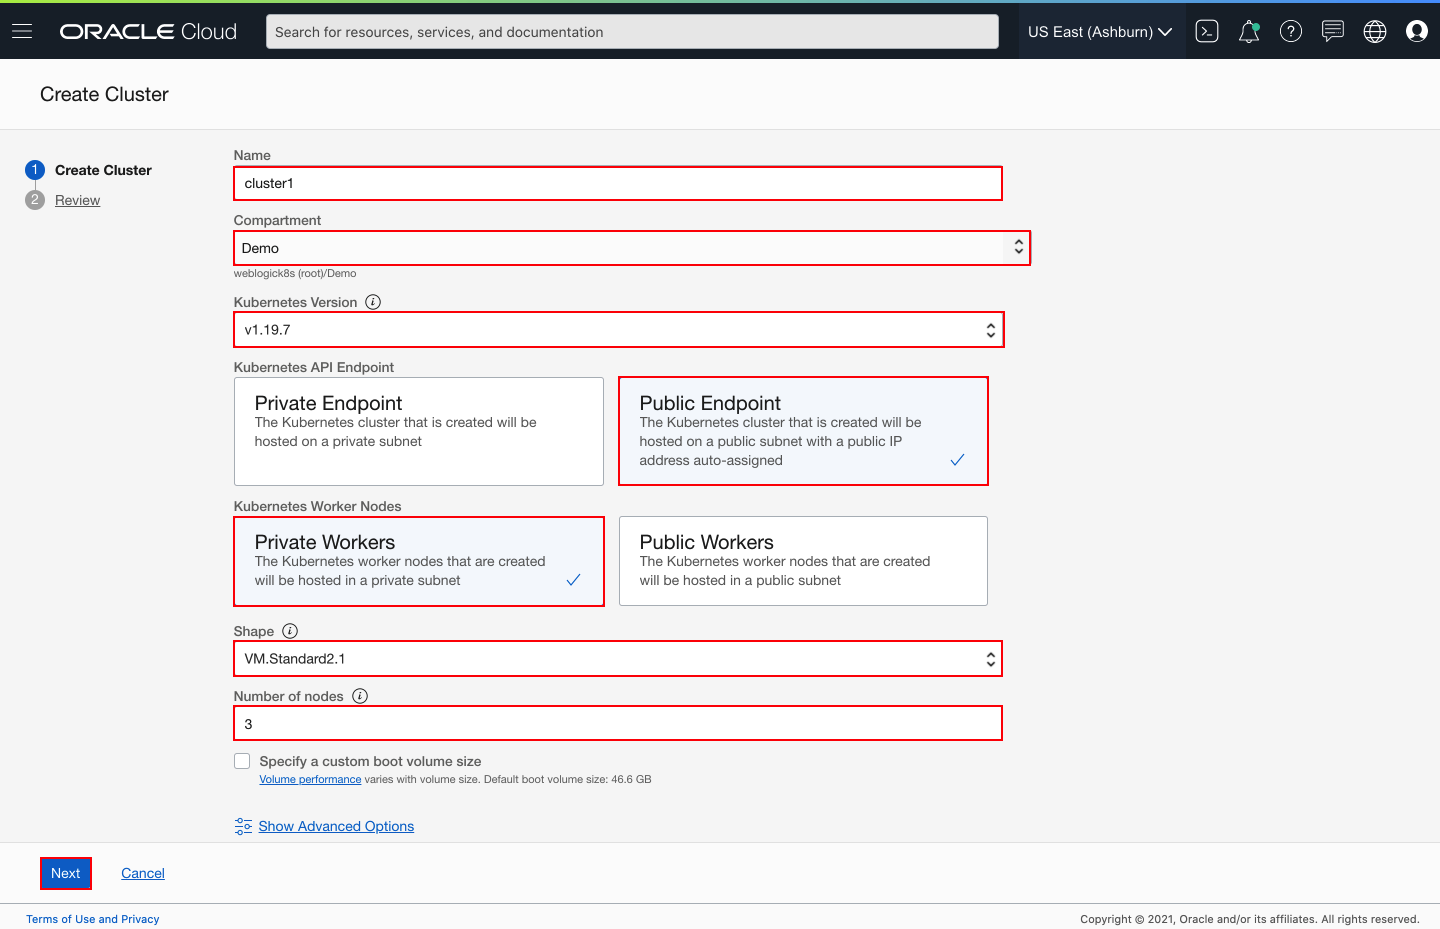 ORACLE Cloud
Search for resources, services, and documentation
US East (Ashburn)
Create Cluster
1 Create Cluster
2 Review
Name
cluster1
Compartment
Demo
weblogick8s (root)/Demo
Kubernetes Version
v1.19.7
Kubernetes API Endpoint
Private Endpoint
The Kubernetes cluster that is created will be
hosted on a private subnet
Public Endpoint
The Kubernetes cluster that is created will be
hosted on a public subnet with a public IP
address auto-assigned
Kubernetes Worker Nodes
Private Workers
The Kubernetes worker nodes that are created
will be hosted in a private subnet
Public Workers
The Kubernetes worker nodes that are created
will be hosted in a public subnet
Shape
VM.Standard2.1
Number of nodes
3
Specify a custom boot volume size
Volume performance varies with volume size. Default boot volume size: 46.6 GB
Show Advanced Options
Next
Cancel
Terms of Use and Privacy
Copyright © 2021, Oracle and/or its affiliates. All rights reserved.